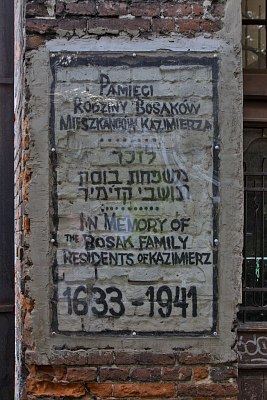 PAMIĘCI
RODZINY BOSAKÓW
MIESZKAŃCÓW KAZIMIERZA
לזכר
משפחת בוסק
תושבי קזימיר
IN MEMORY OF
THE BOSAK FAMILY
RESIDENTS OF KAZIMIERZ
1633-1941